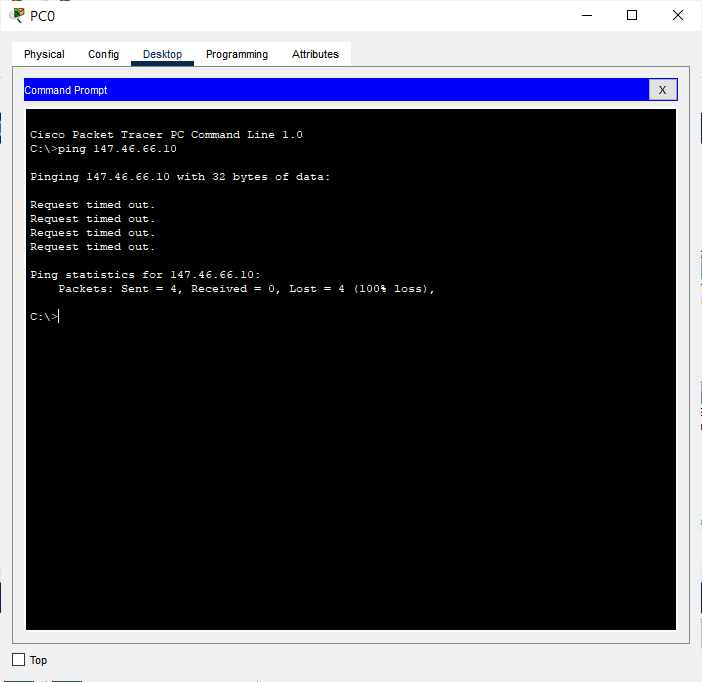 PC0
Physical Config Desktop Programming Attributes
Command Prompt X
Cisco Packet Tracer PC Command Line 1.0
C:\>ping 147.46.66.10
Pinging 147.46.66.10 with 32 bytes of data:
Request timed out.
Request timed out.
Request timed out.
Request timed out.
Ping statistics for 147.46.66.10:
Packets: Sent = 4, Received = 0, Lost = 4 (100% loss),
C:\>
Top